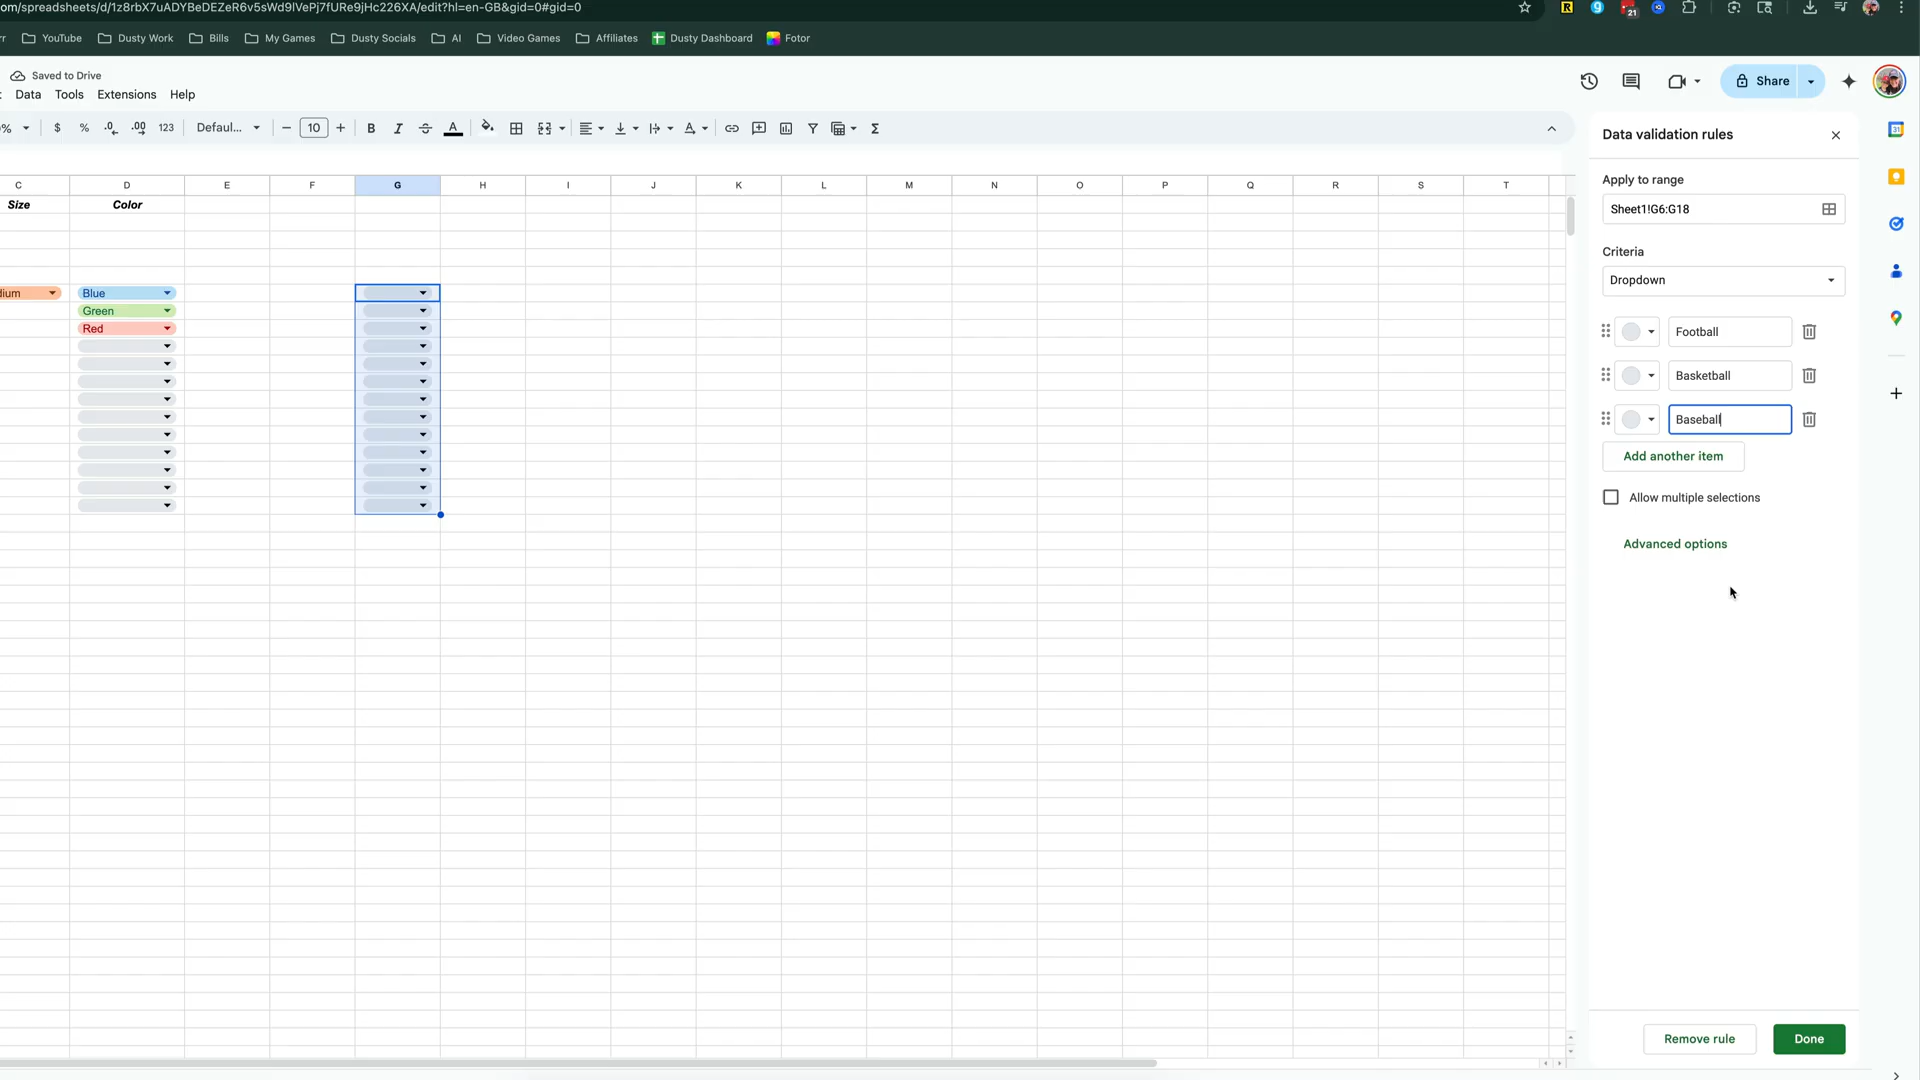 om/spreadsheets/d/1z8rbX7uADYBeDEZeR6v5sWd9IVePj7fURe9jHc226XA/edit?hl=en-GB&gid=0#gid=0
21
YouTube Dusty Work Bills My Games Dusty Socials AI Video Games Affiliates Dusty Dashboard Fotor
Saved to Drive
Data Tools Extensions Help
Share
% $ % .0 .00 123 Defaul... 10 B I S A Σ
Data validation rules
C D E F G H I J K L M N O P Q R S T
Size Color
Apply to range
Sheet1!G6:G18
Criteria
Dropdown
dium Blue
Green
Red
Football
Basketball
Baseball
Add another item
Allow multiple selections
Advanced options
Remove rule Done